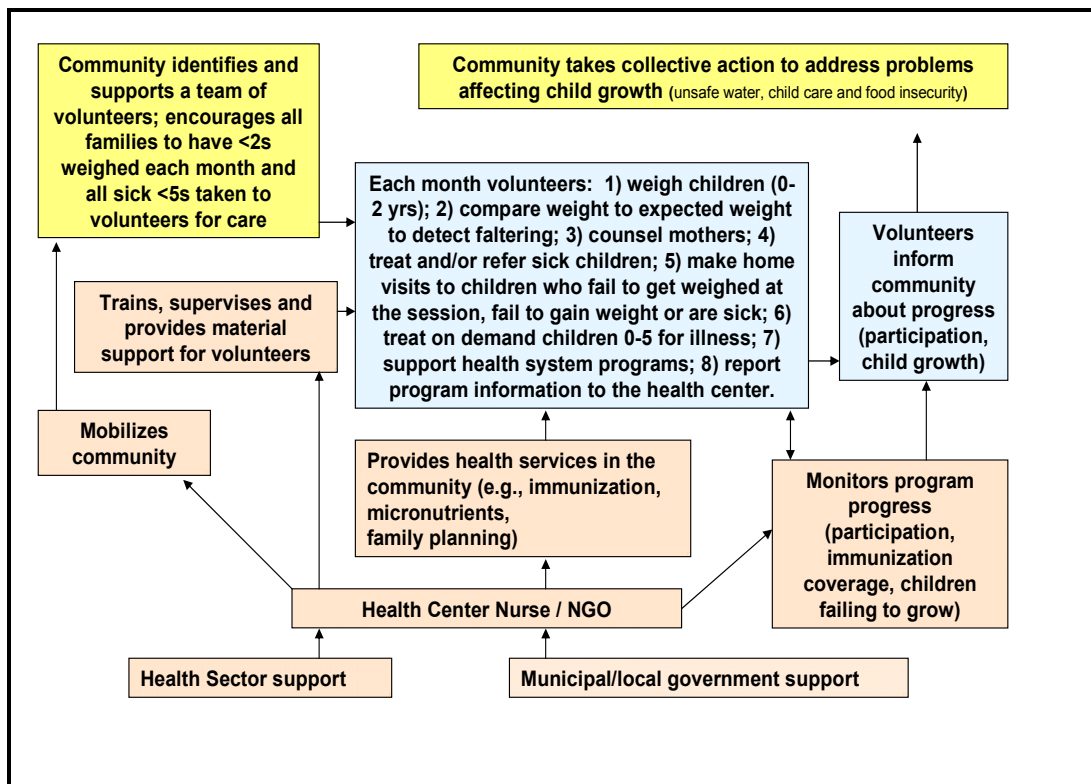 Community identifies and
supports a team of
volunteers; encourages all
families to have <2s
weighed each month and
all sick <5s taken to
volunteers for care
Community takes collective action to address problems
affecting child growth (unsafe water, child care and food insecurity)
Each month volunteers: 1) weigh children (0-
2 yrs); 2) compare weight to expected weight
to detect faltering; 3) counsel mothers; 4)
treat and/or refer sick children; 5) make home
visits to children who fail to get weighed at
the session, fail to gain weight or are sick; 6)
treat on demand children 0-5 for illness; 7)
support health system programs; 8) report
program information to the health center.
Volunteers
inform
community
about progress
(participation,
child growth)
Trains, supervises and
provides material
support for volunteers
Mobilizes
community
Provides health services in the
community (e.g., immunization,
micronutrients,
family planning)
Monitors program
progress
(participation,
immunization
coverage, children
failing to grow)
Health Center Nurse / NGO
Health Sector support
Municipal/local government support